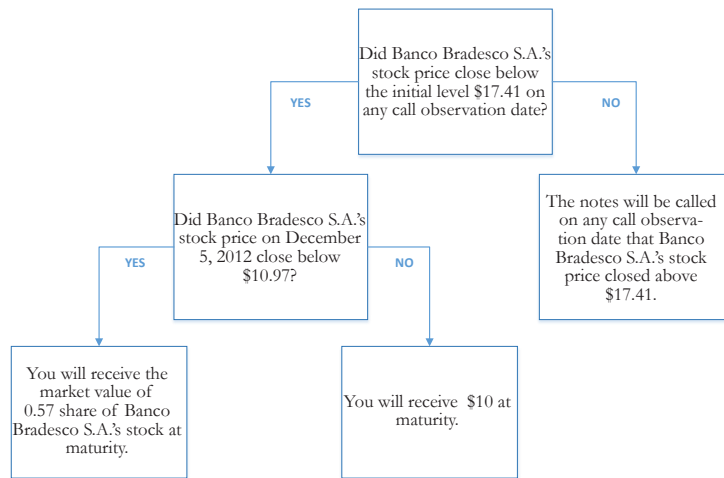 Did Banco Bradesco S.A.'s
stock price close below
the initial level $17.41 on
any call observation date?
YES
NO
Did Banco Bradesco S.A.'s
stock price on December
5, 2012 close below
$10.97?
The notes will be called
on any call observa-
tion date that Banco
Bradesco S.A.'s stock
price closed above
$17.41.
YES
NO
You will receive the
market value of
0.57 share of Banco
Bradesco S.A.'s stock at
maturity.
You will receive $10 at
maturity.